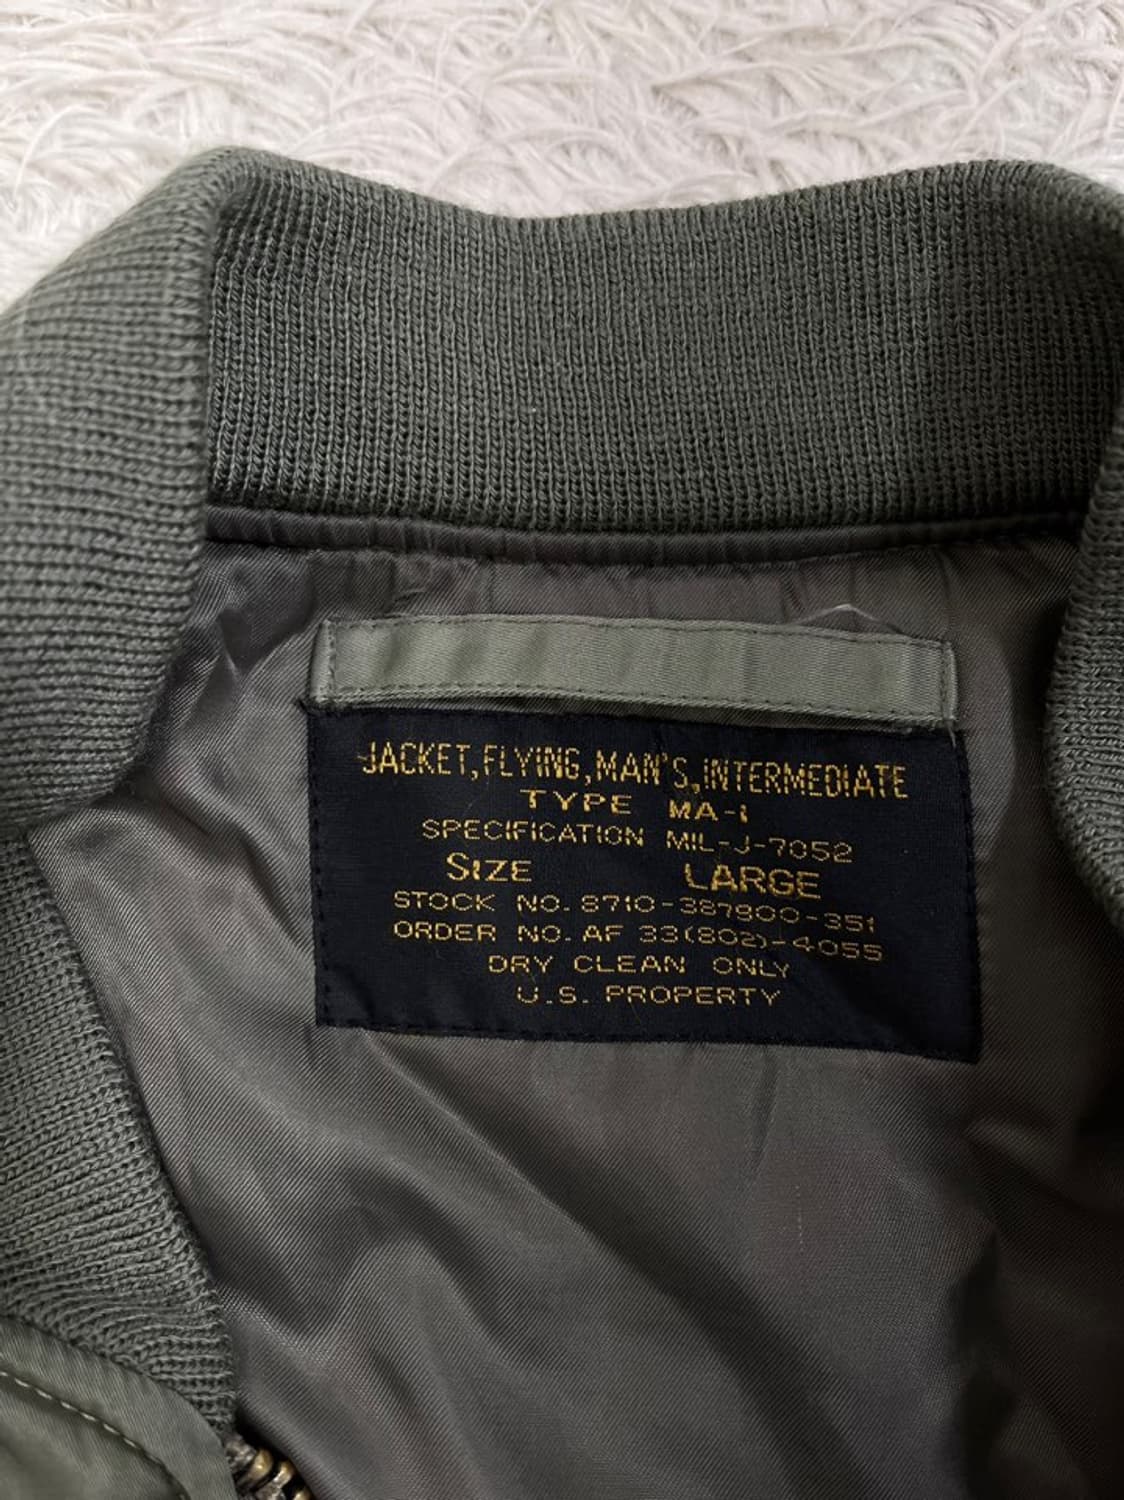 JACKET, FLYING, MAN'S, INTERMEDIATE
TYPE MA-1
SPECIFICATION MIL-J-7052
SIZE LARGE
STOCK NO. 8710-387800-351
ORDER NO. AF 33(802)-4055
DRY CLEAN ONLY
U.S. PROPERTY